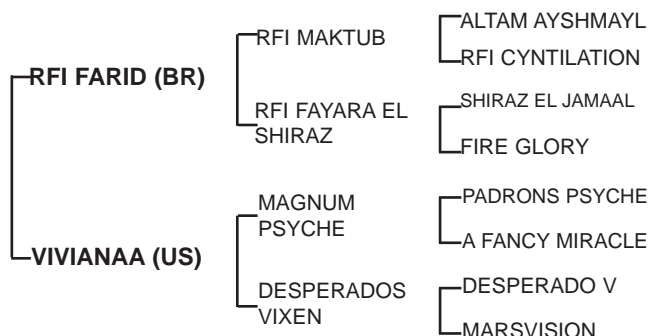 RFI FARID (BR)
RFI MAKTUB
ALTAM AYSHMAYL
RFI CYNTILATION
RFI FAYARA EL
SHIRAZ
SHIRAZ EL JAMAAL
FIRE GLORY
VIVIANAA (US)
MAGNUM
PSYCHE
PADRONS PSYCHE
A FANCY MIRACLE
DESPERADOS
VIXEN
DESPERADO V
MARSVISION